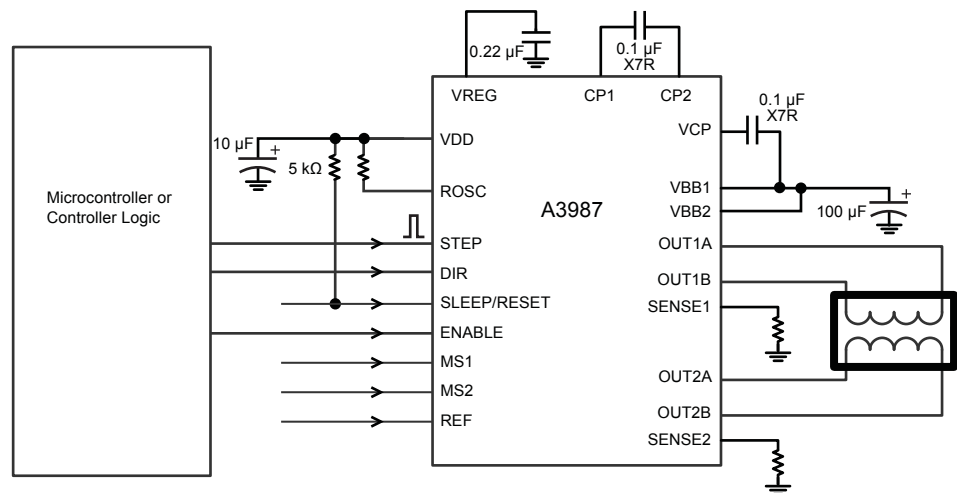 0.22 µF
0.1 µF
X7R
VREG
CP1
CP2
0.1 µF
X7R
VCP
10 µF
+
5 kΩ
VDD
ROSC
Microcontroller or
Controller Logic
A3987
VBB1
VBB2
100 µF
+
STEP
DIR
SLEEP/RESET
ENABLE
MS1
MS2
REF
OUT1A
OUT1B
SENSE1
OUT2A
OUT2B
SENSE2